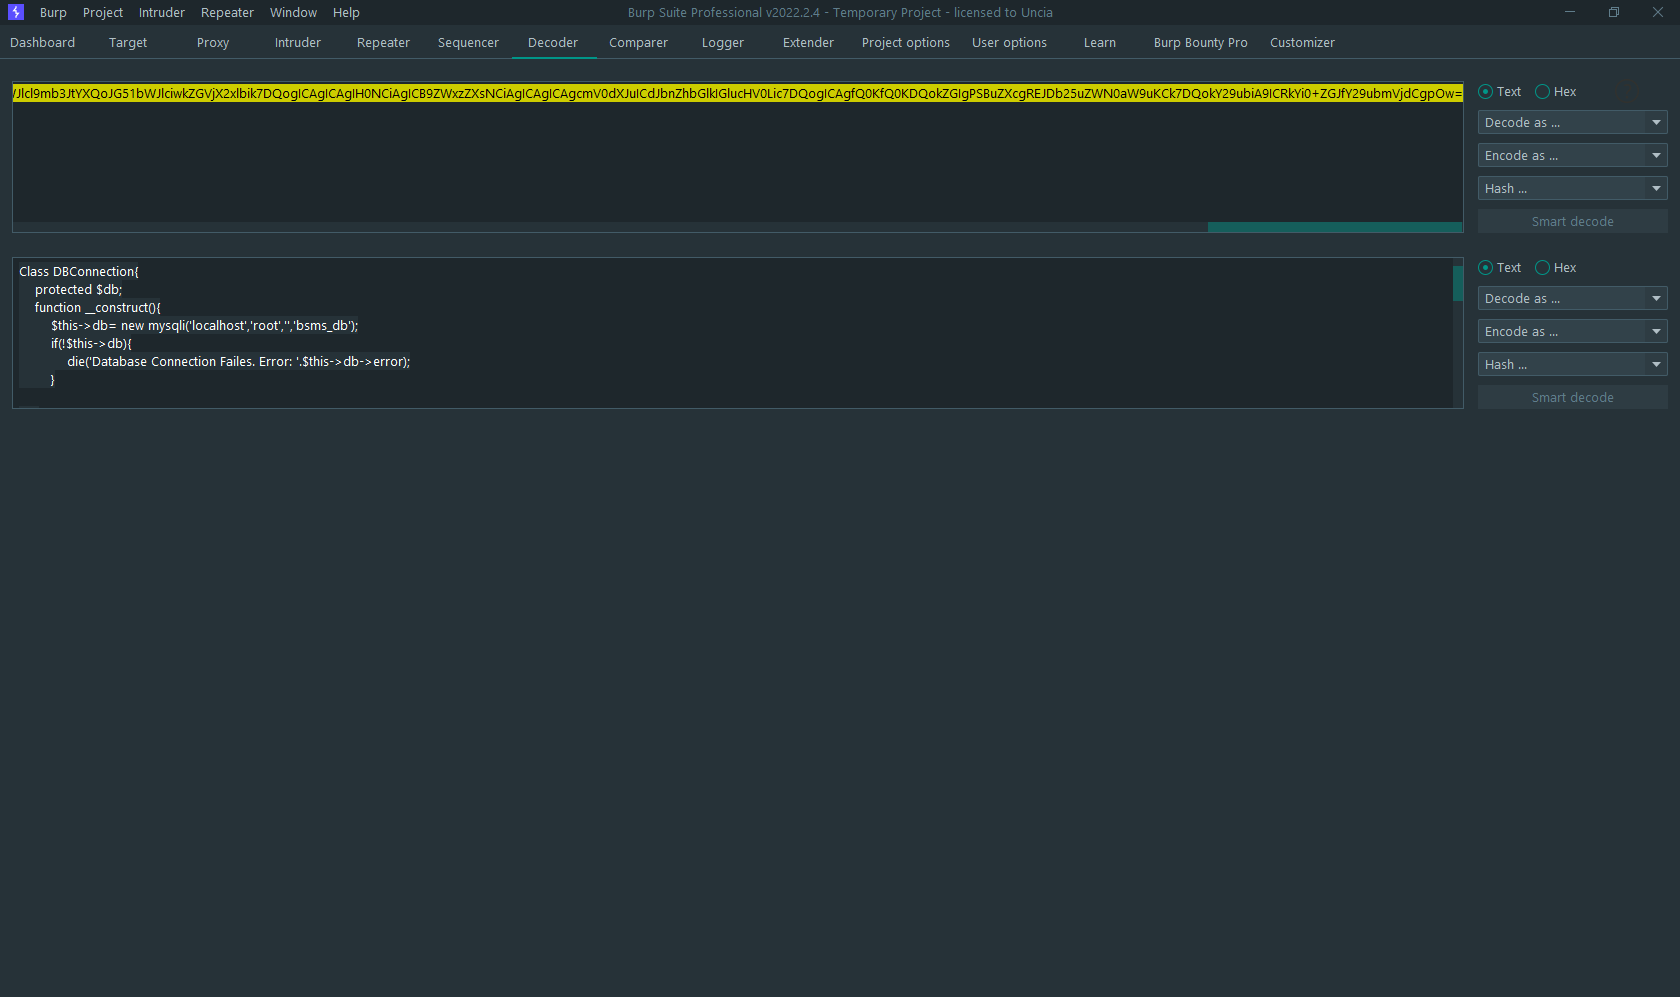 Burp Project Intruder Repeater Window Help Burp Suite Professional v2022.2.4 - Temporary Project - licensed to Uncia
Dashboard Target Proxy Intruder Repeater Sequencer Decoder Comparer Logger Extender Project options User options Learn Burp Bounty Pro Customizer
/Jlcl9mb3JtYXQoJG51bWJlciwkZGVjX2xlbik7DQogICAgICAgIH0NCiAgICB9ZWxzZXsNCiAgICAgICAgcmV0dXJuICdJbnZhbGlkIGlucHV0Lic7DQogICAgfQ0KfQ0KDQokZGIgPSBuZXcgREJDb25uZWN0aW9uKCk7DQokY29ubiA9ICRkYi0+ZGJfY29ubmVjdCgpOw=
Text Hex
Decode as ...
Encode as ...
Hash ...
Smart decode
Class DBConnection{
protected $db;
function __construct(){
$this->db= new mysqli('localhost','root','','bsms_db');
if(!$this->db){
die('Database Connection Failes. Error: '.$this->db->error);
}
Text Hex
Decode as ...
Encode as ...
Hash ...
Smart decode